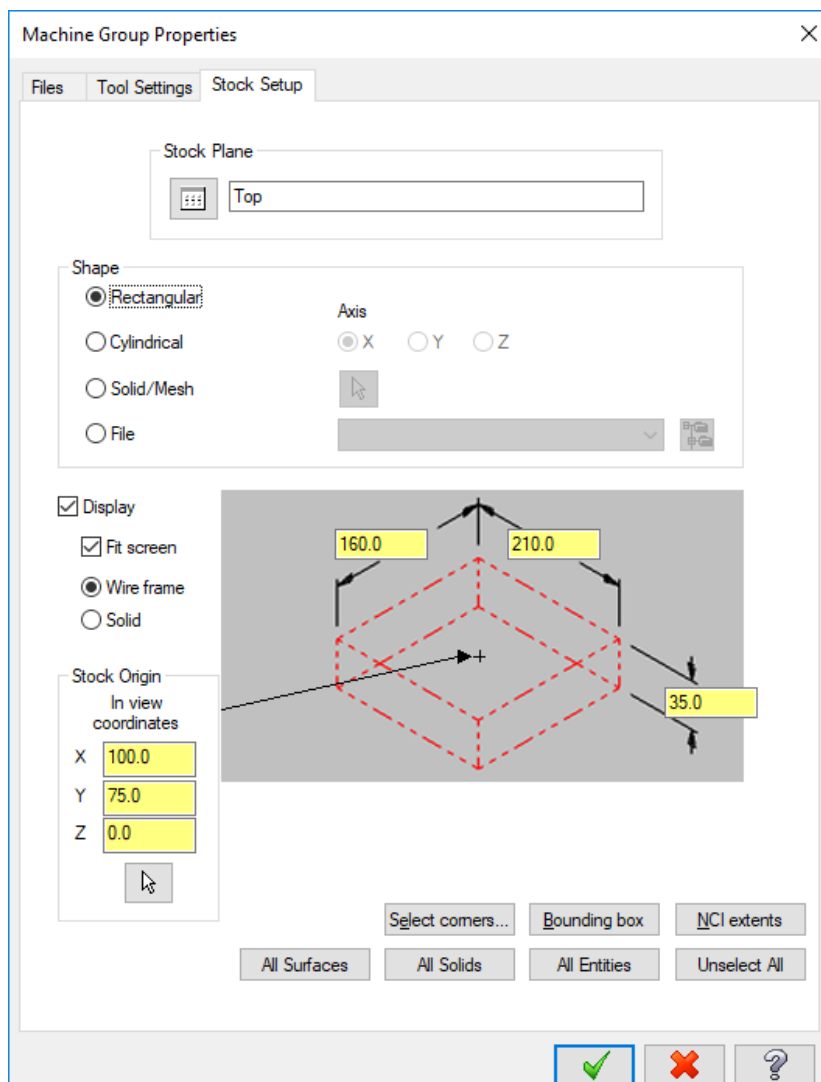 Machine Group Properties
Files Tool Settings Stock Setup
Stock Plane
Top
Shape
Rectangular
Axis
Cylindrical X Y Z
Solid/Mesh
File
Display
160.0 210.0
Fit screen
Wire frame
Solid
Stock Origin
In view
coordinates
35.0
X 100.0
Y 75.0
Z 0.0
Select corners... Bounding box NCI extents
All Surfaces All Solids All Entities Unselect All